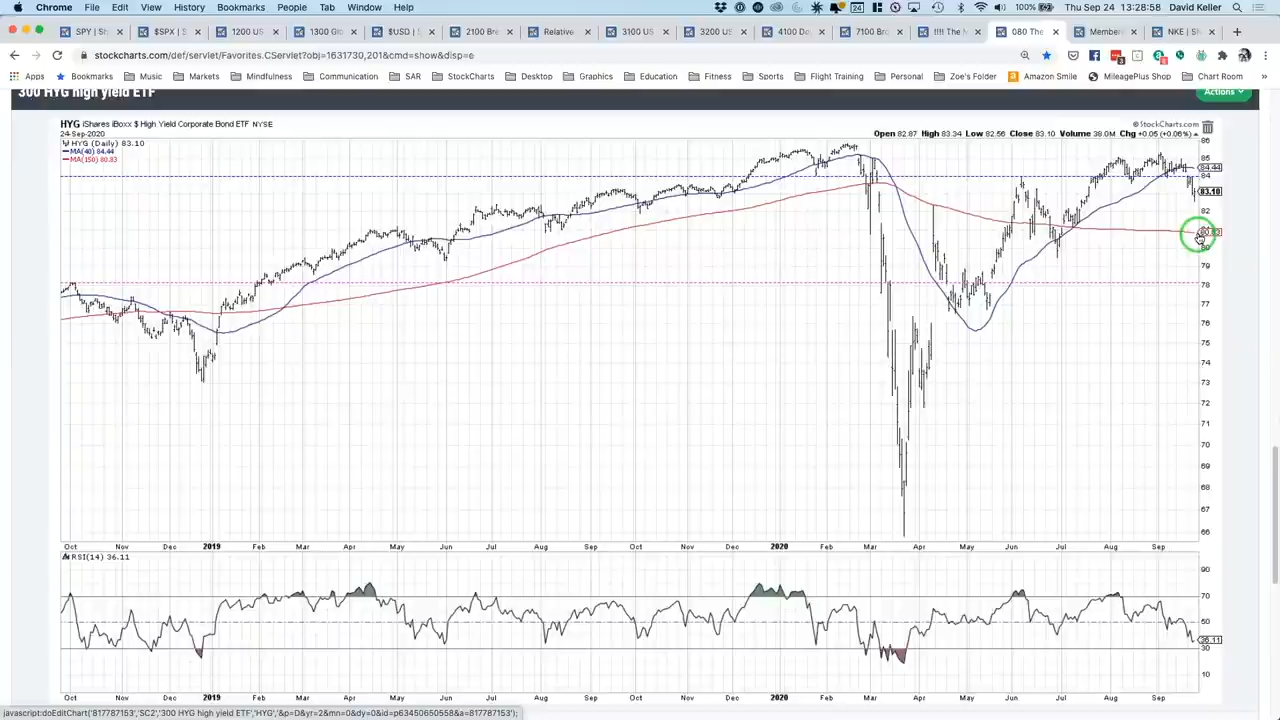 Chrome File Edit View History Bookmarks People Tab Window Help 24 100% Thu Sep 24 13:28:58 David Keller
SPY | S $SPX | S 1200 US 1300 Glo $USD | S 2100 Bre Relative 3100 US 3200 US 4100 Do 7100 Bro !!!! The M 080 The Member NKE | Sh
stockcharts.com/def/servlet/Favorites.CServlet?obj=1631730,201&cmd=show&disp=e
Apps Bookmarks Music Markets Mindfulness Communication SAR StockCharts Desktop Graphics Education Fitness Sports Flight Training Personal Zoe's Folder Amazon Smile MileagePlus Shop Chart Room
300 HYG high yield ETF Actions
HYG iShares iBoxx $ High Yield Corporate Bond ETF NYSE © StockCharts.com
24-Sep-2020 Open 82.87 High 83.34 Low 82.56 Close 83.10 Volume 38.0M Chg +0.05 (+0.06%)
HYG (Daily) 83.10
MA(40) 84.44
MA(150) 80.83
86
85
84.44
84
83.10
82
80
79
78
77
76
75
74
73
72
71
70
69
68
67
66
Oct Nov Dec 2019 Feb Mar Apr May Jun Jul Aug Sep Oct Nov Dec 2020 Feb Mar Apr May Jun Jul Aug Sep
RSI(14) 36.11
90
70
50
36.11
30
10
Oct Nov Dec 2019 Feb Mar Apr May Jun Jul Aug Sep Oct Nov Dec 2020 Feb Mar Apr May Jun Jul Aug Sep
javascript:doEditChart('817787153','SC2','300 HYG high yield ETF','HYG','&p=D&yr=2&mn=0&dy=0&id=p63450650558&a=817787153');